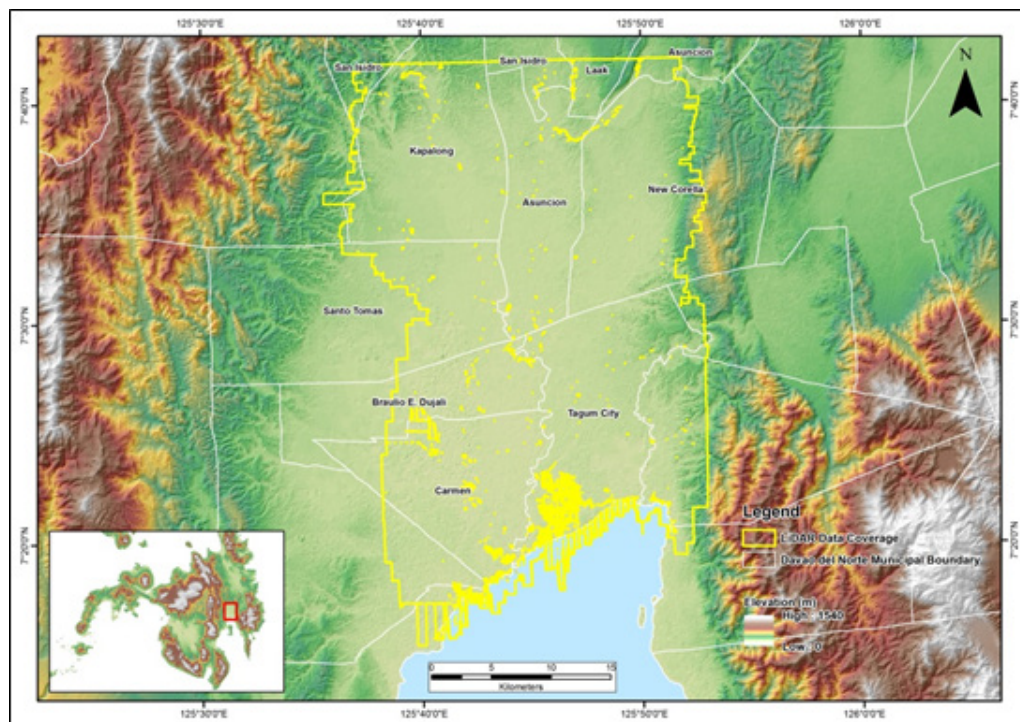 125°30'0"E 125°40'0"E 125°50'0"E 126°0'0"E
Asuncion
San Isidro San Isidro
Laak
N
7°40'0"N 7°40'0"N
Kapalong
New Corella
Asuncion
Santo Tomas
7°30'0"N 7°30'0"N
Braulio E. Dujali
Tagum City
Carmen
Legend
7°20'0"N 7°20'0"N
LiDAR Data Coverage
Davao del Norte Municipal Boundary
Elevation (m)
High : 1540
Low : 0
0 5 10 15
Kilometers
125°30'0"E 125°40'0"E 125°50'0"E 126°0'0"E